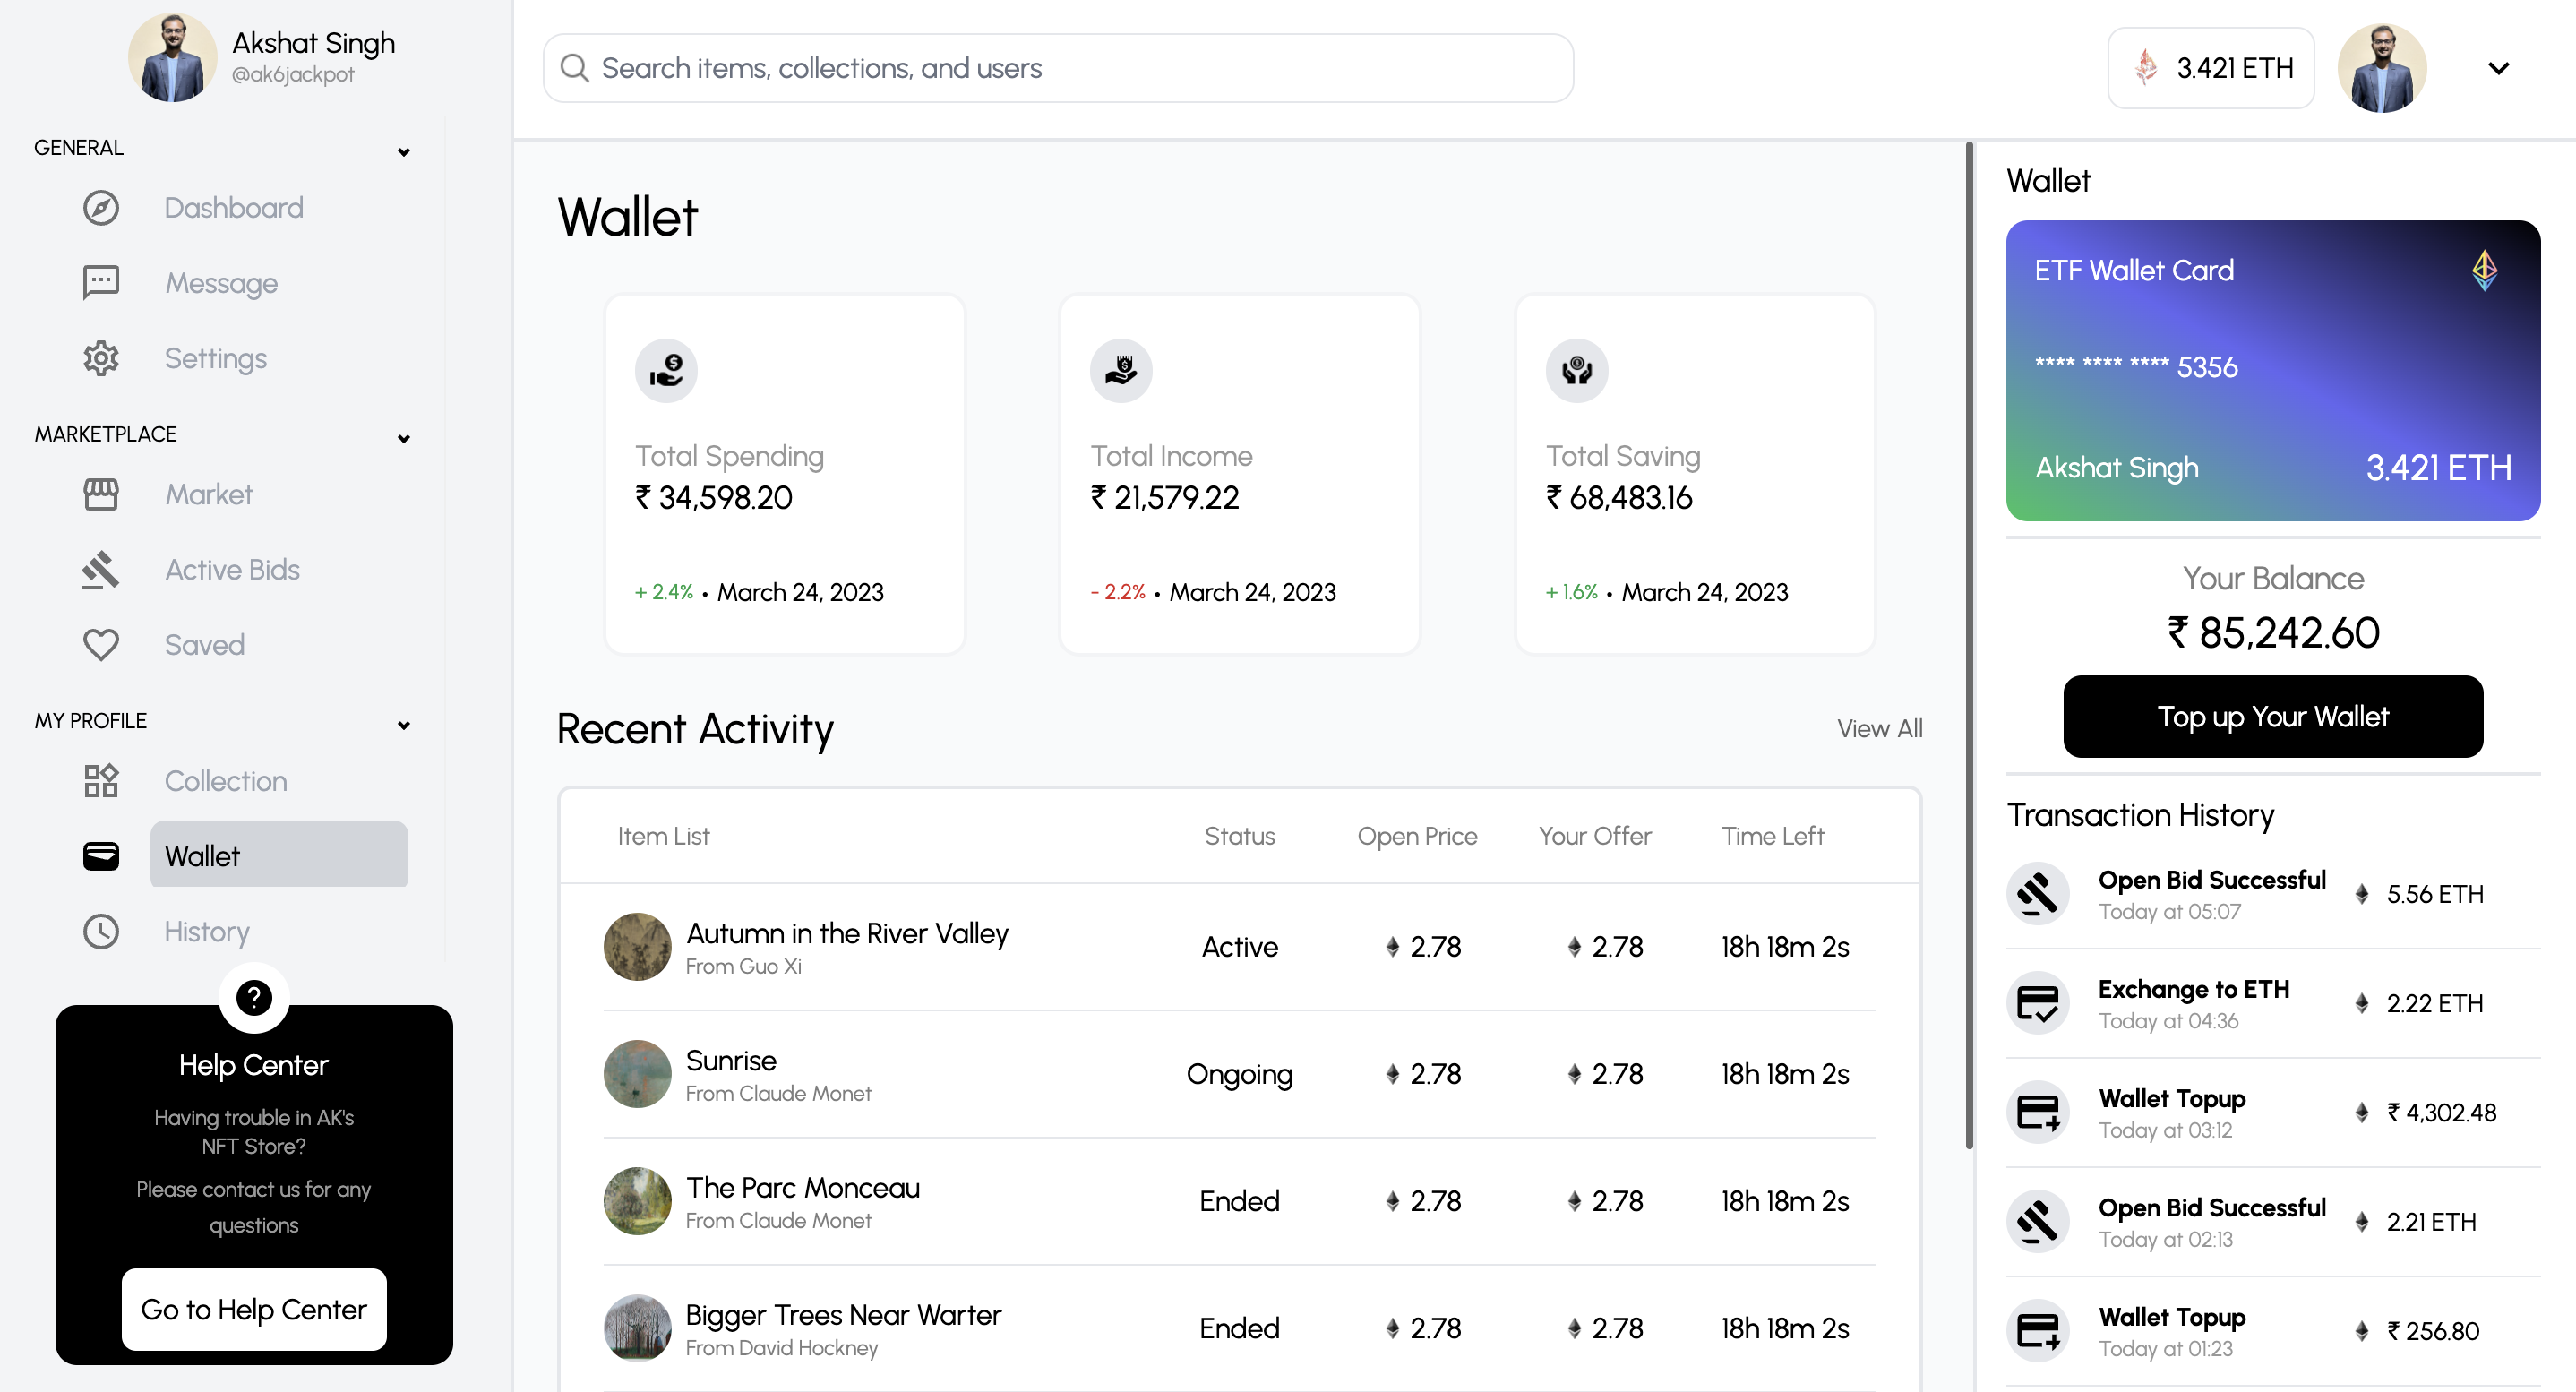 Akshat Singh
@ak6jackpot
GENERAL
Dashboard
Message
Settings
MARKETPLACE
Market
Active Bids
Saved
MY PROFILE
Collection
Wallet
History
?
Help Center
Having trouble in AK's
NFT Store?
Please contact us for any
questions
Go to Help Center
Search items, collections, and users
3.421 ETH
Wallet
Total Spending
₹ 34,598.20
+ 2.4% • March 24, 2023
Total Income
₹ 21,579.22
- 2.2% • March 24, 2023
Total Saving
₹ 68,483.16
+ 1.6% • March 24, 2023
Recent Activity
View All
Item List Status Open Price Your Offer Time Left
Autumn in the River Valley
From Guo Xi
Active 2.78 2.78 18h 18m 2s
Sunrise
From Claude Monet
Ongoing 2.78 2.78 18h 18m 2s
The Parc Monceau
From Claude Monet
Ended 2.78 2.78 18h 18m 2s
Bigger Trees Near Warter
From David Hockney
Ended 2.78 2.78 18h 18m 2s
Wallet
ETF Wallet Card
**** **** **** 5356
Akshat Singh 3.421 ETH
Your Balance
₹ 85,242.60
Top up Your Wallet
Transaction History
Open Bid Successful
Today at 05:07
5.56 ETH
Exchange to ETH
Today at 04:36
2.22 ETH
Wallet Topup
Today at 03:12
₹ 4,302.48
Open Bid Successful
Today at 02:13
2.21 ETH
Wallet Topup
Today at 01:23
₹ 256.80